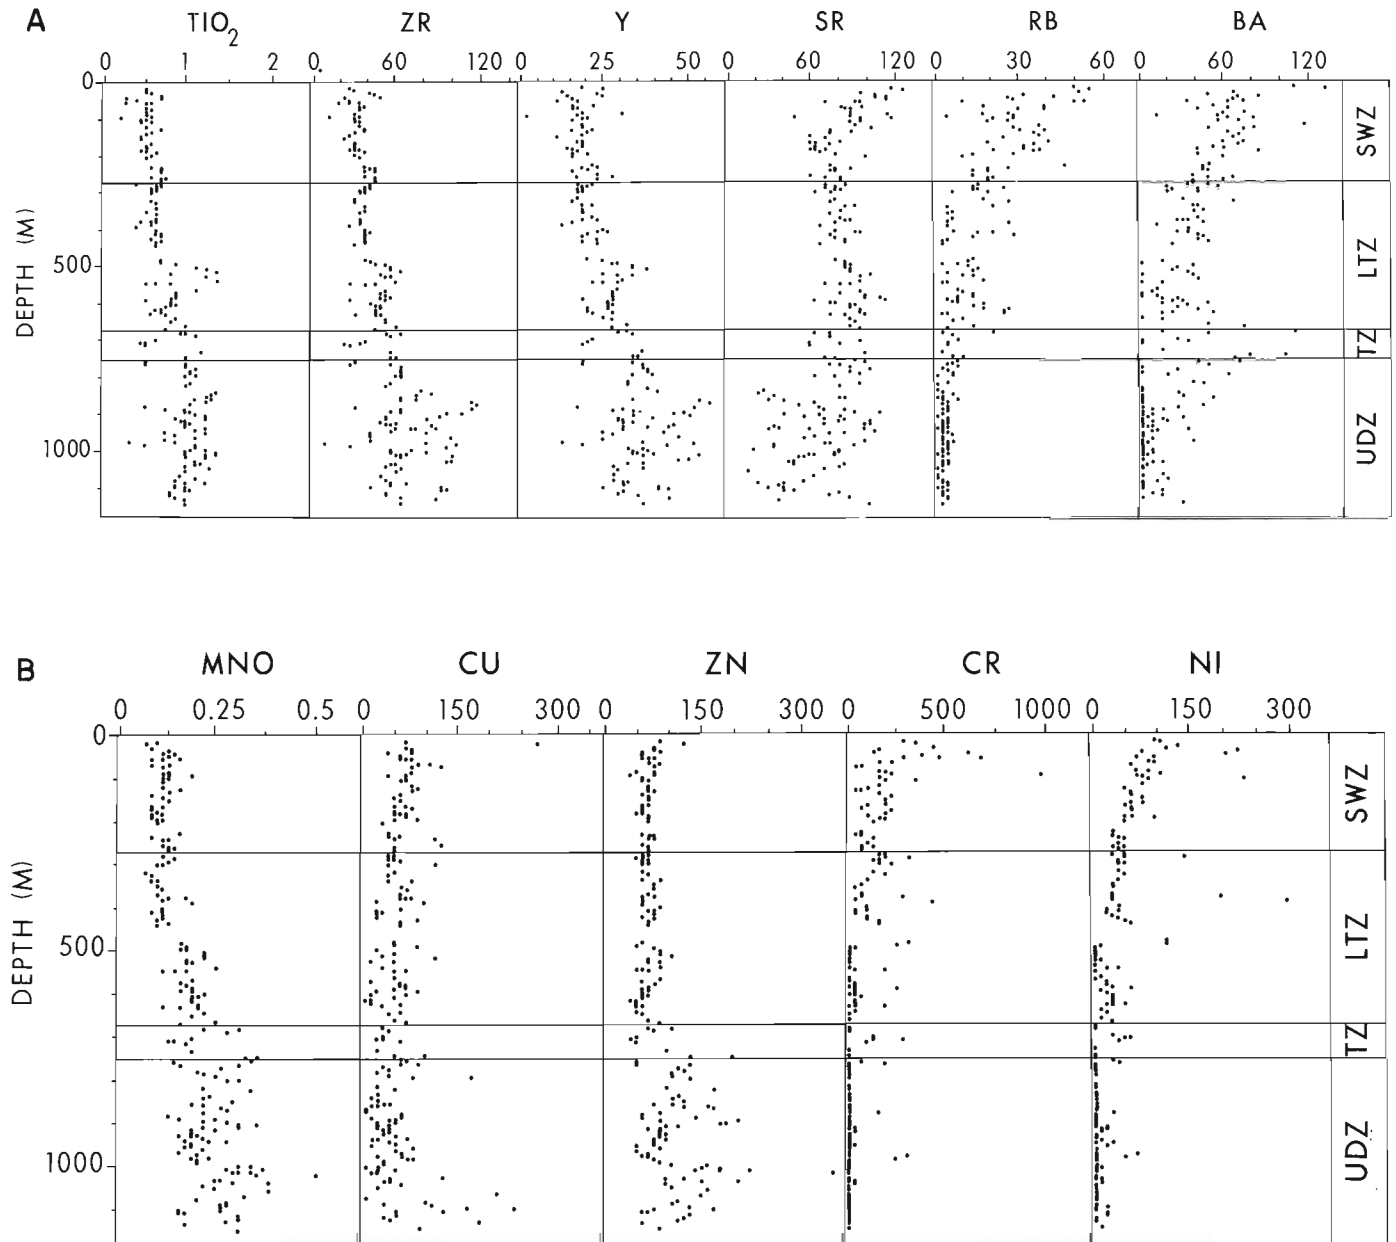 A TIO2 ZR Y SR RB BA
0 1 2 0 60 120 0 25 50 0 60 120 0 30 60 0 60 120
0
500
1000
DEPTH (M)
SWZ
LTZ
TZ
UDZ
B MNO CU ZN CR NI
0 0.25 0.5 0 150 300 0 150 300 0 500 1000 0 150 300
0
500
1000
DEPTH (M)
SWZ
LTZ
TZ
UDZ